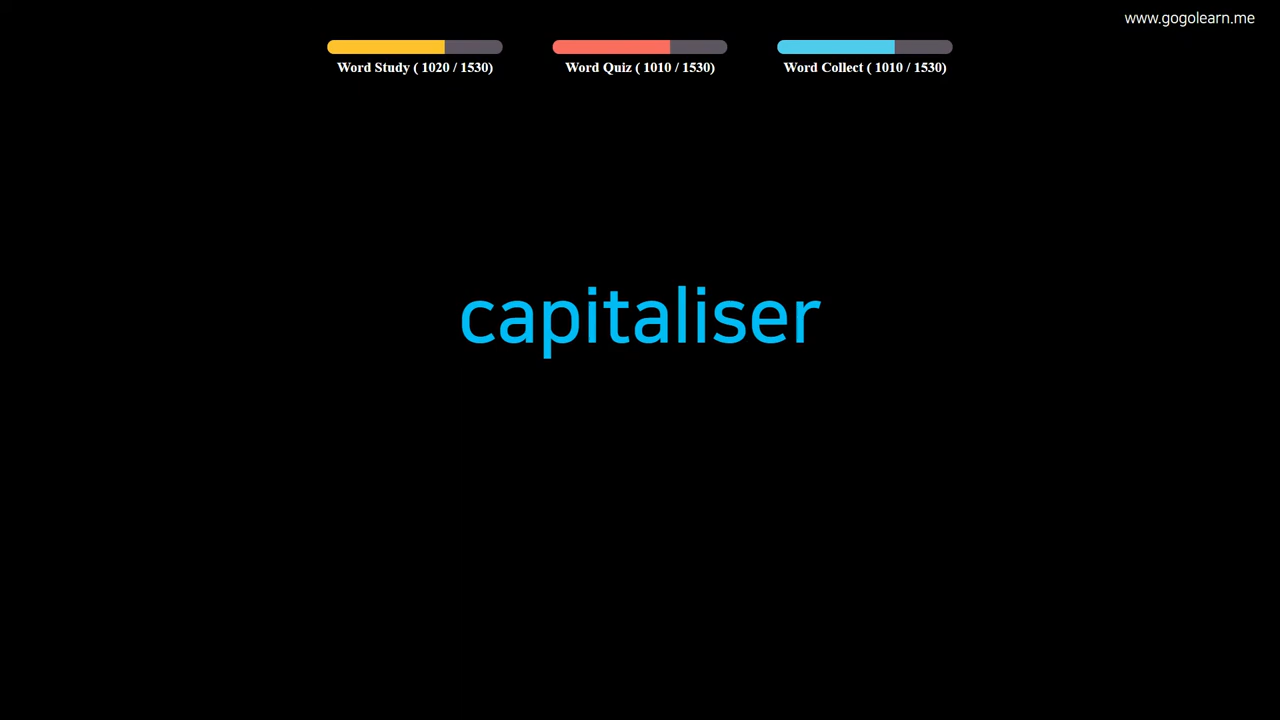 www.gogolearn.me
Word Study ( 1020 / 1530)
Word Quiz ( 1010 / 1530)
Word Collect ( 1010 / 1530)
capitaliser